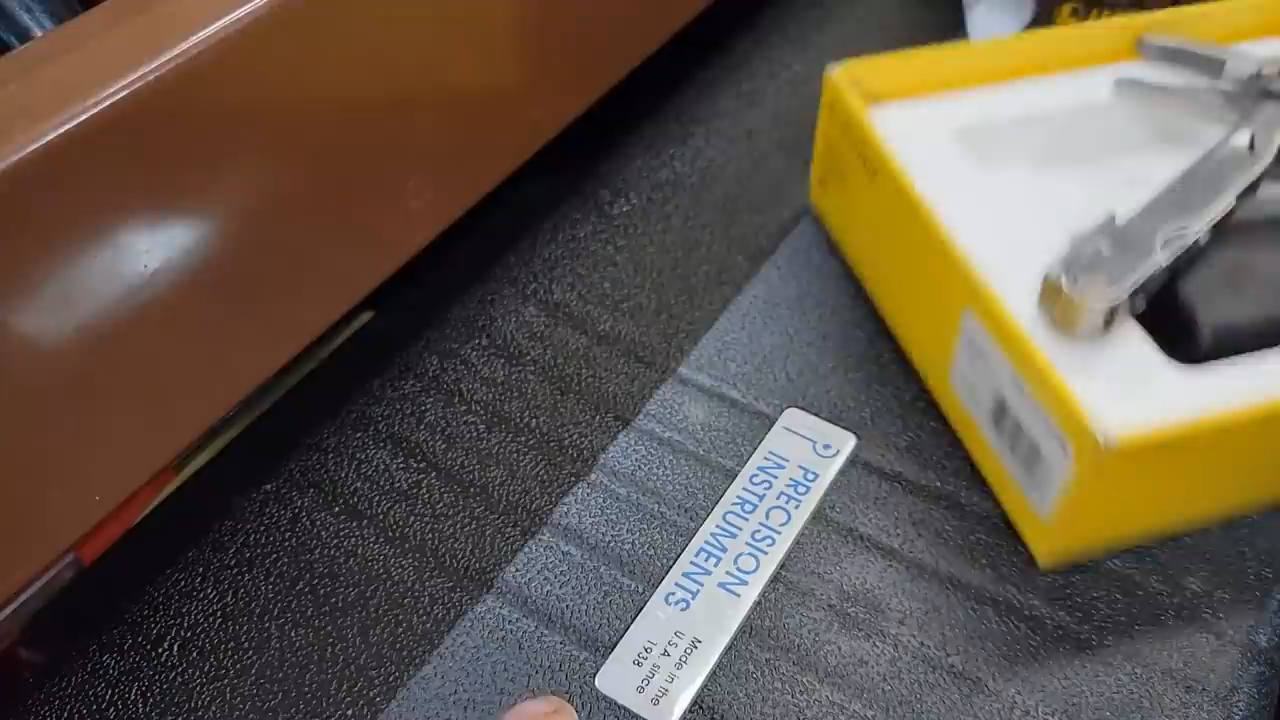 PRECISION
INSTRUMENTS
Made in the
U.S.A. since
1938